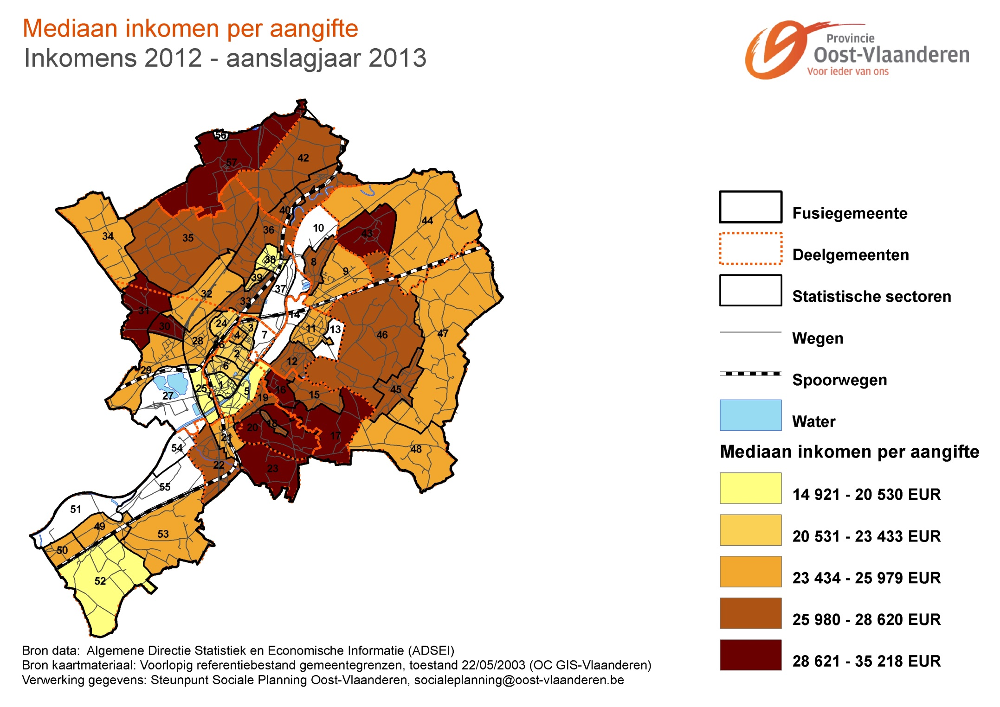 Mediaan inkomen per aangifte
Inkomens 2012 - aanslagjaar 2013
Provincie
Oost-Vlaanderen
Voor ieder van ons
56
57
42
41
40
34
35
36
10
43
44
38
8
9
39
37
32
33
31
30
24
3
14
11
13
46
47
28
26
4
7
2
12
29
6
27
25
1
5
16
19
15
45
20
18
17
21
54
22
23
48
55
51
49
53
50
52
Fusiegemeente
Deelgemeenten
Statistische sectoren
Wegen
Spoorwegen
Water
Mediaan inkomen per aangifte
14 921 - 20 530 EUR
20 531 - 23 433 EUR
23 434 - 25 979 EUR
25 980 - 28 620 EUR
28 621 - 35 218 EUR
Bron data:  Algemene Directie Statistiek en Economische Informatie (ADSEI)
Bron kaartmateriaal: Voorlopig referentiebestand gemeentegrenzen, toestand 22/05/2003 (OC GIS-Vlaanderen)
Verwerking gegevens: Steunpunt Sociale Planning Oost-Vlaanderen, socialeplanning@oost-vlaanderen.be